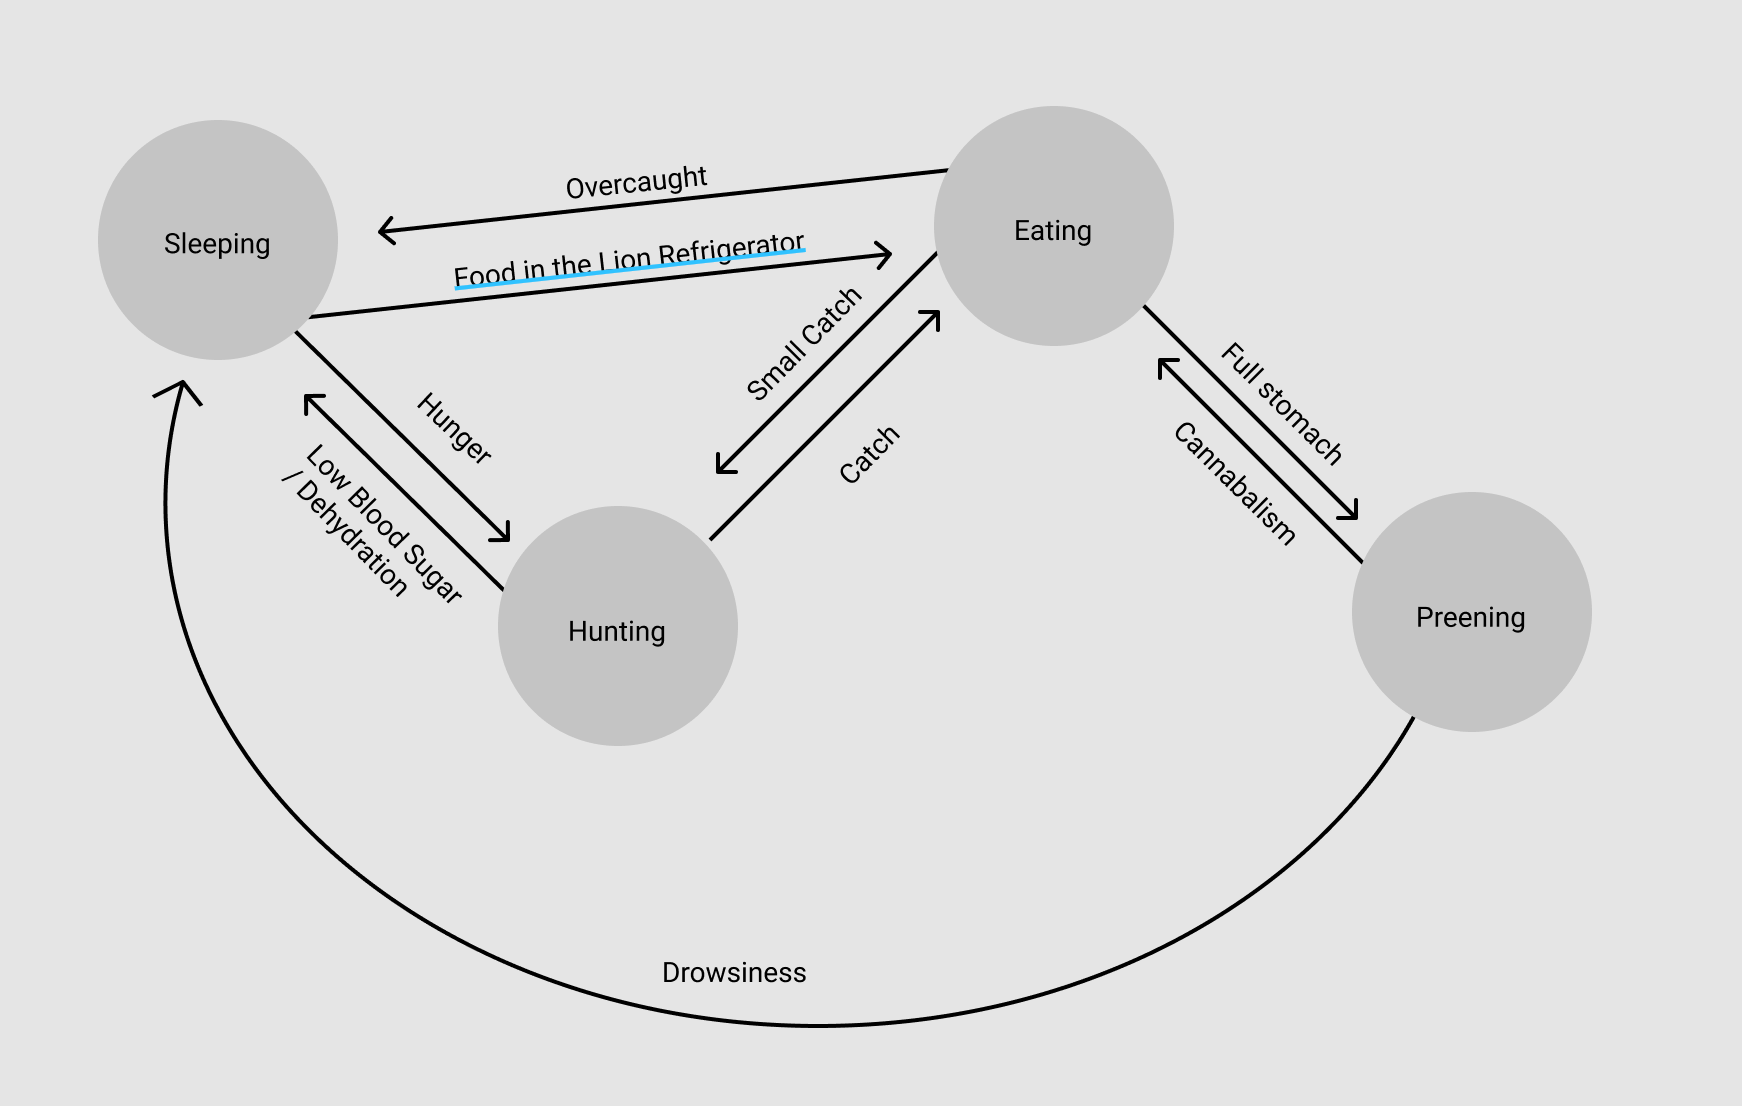 Overcaught
Sleeping
Eating
Food in the Lion Refrigerator
Small Catch
Hunger
Full stomach
Catch
Cannabalism
Low Blood Sugar
/ Dehydration
Hunting
Preening
Drowsiness